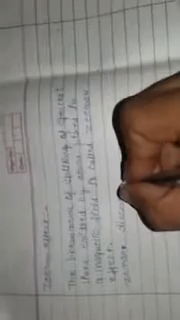 Zeeman effect :-
The phenomenon of splitting of spectral
lines emitted by atoms placed in
a magnetic field is called zeeman
effect.
zeeman